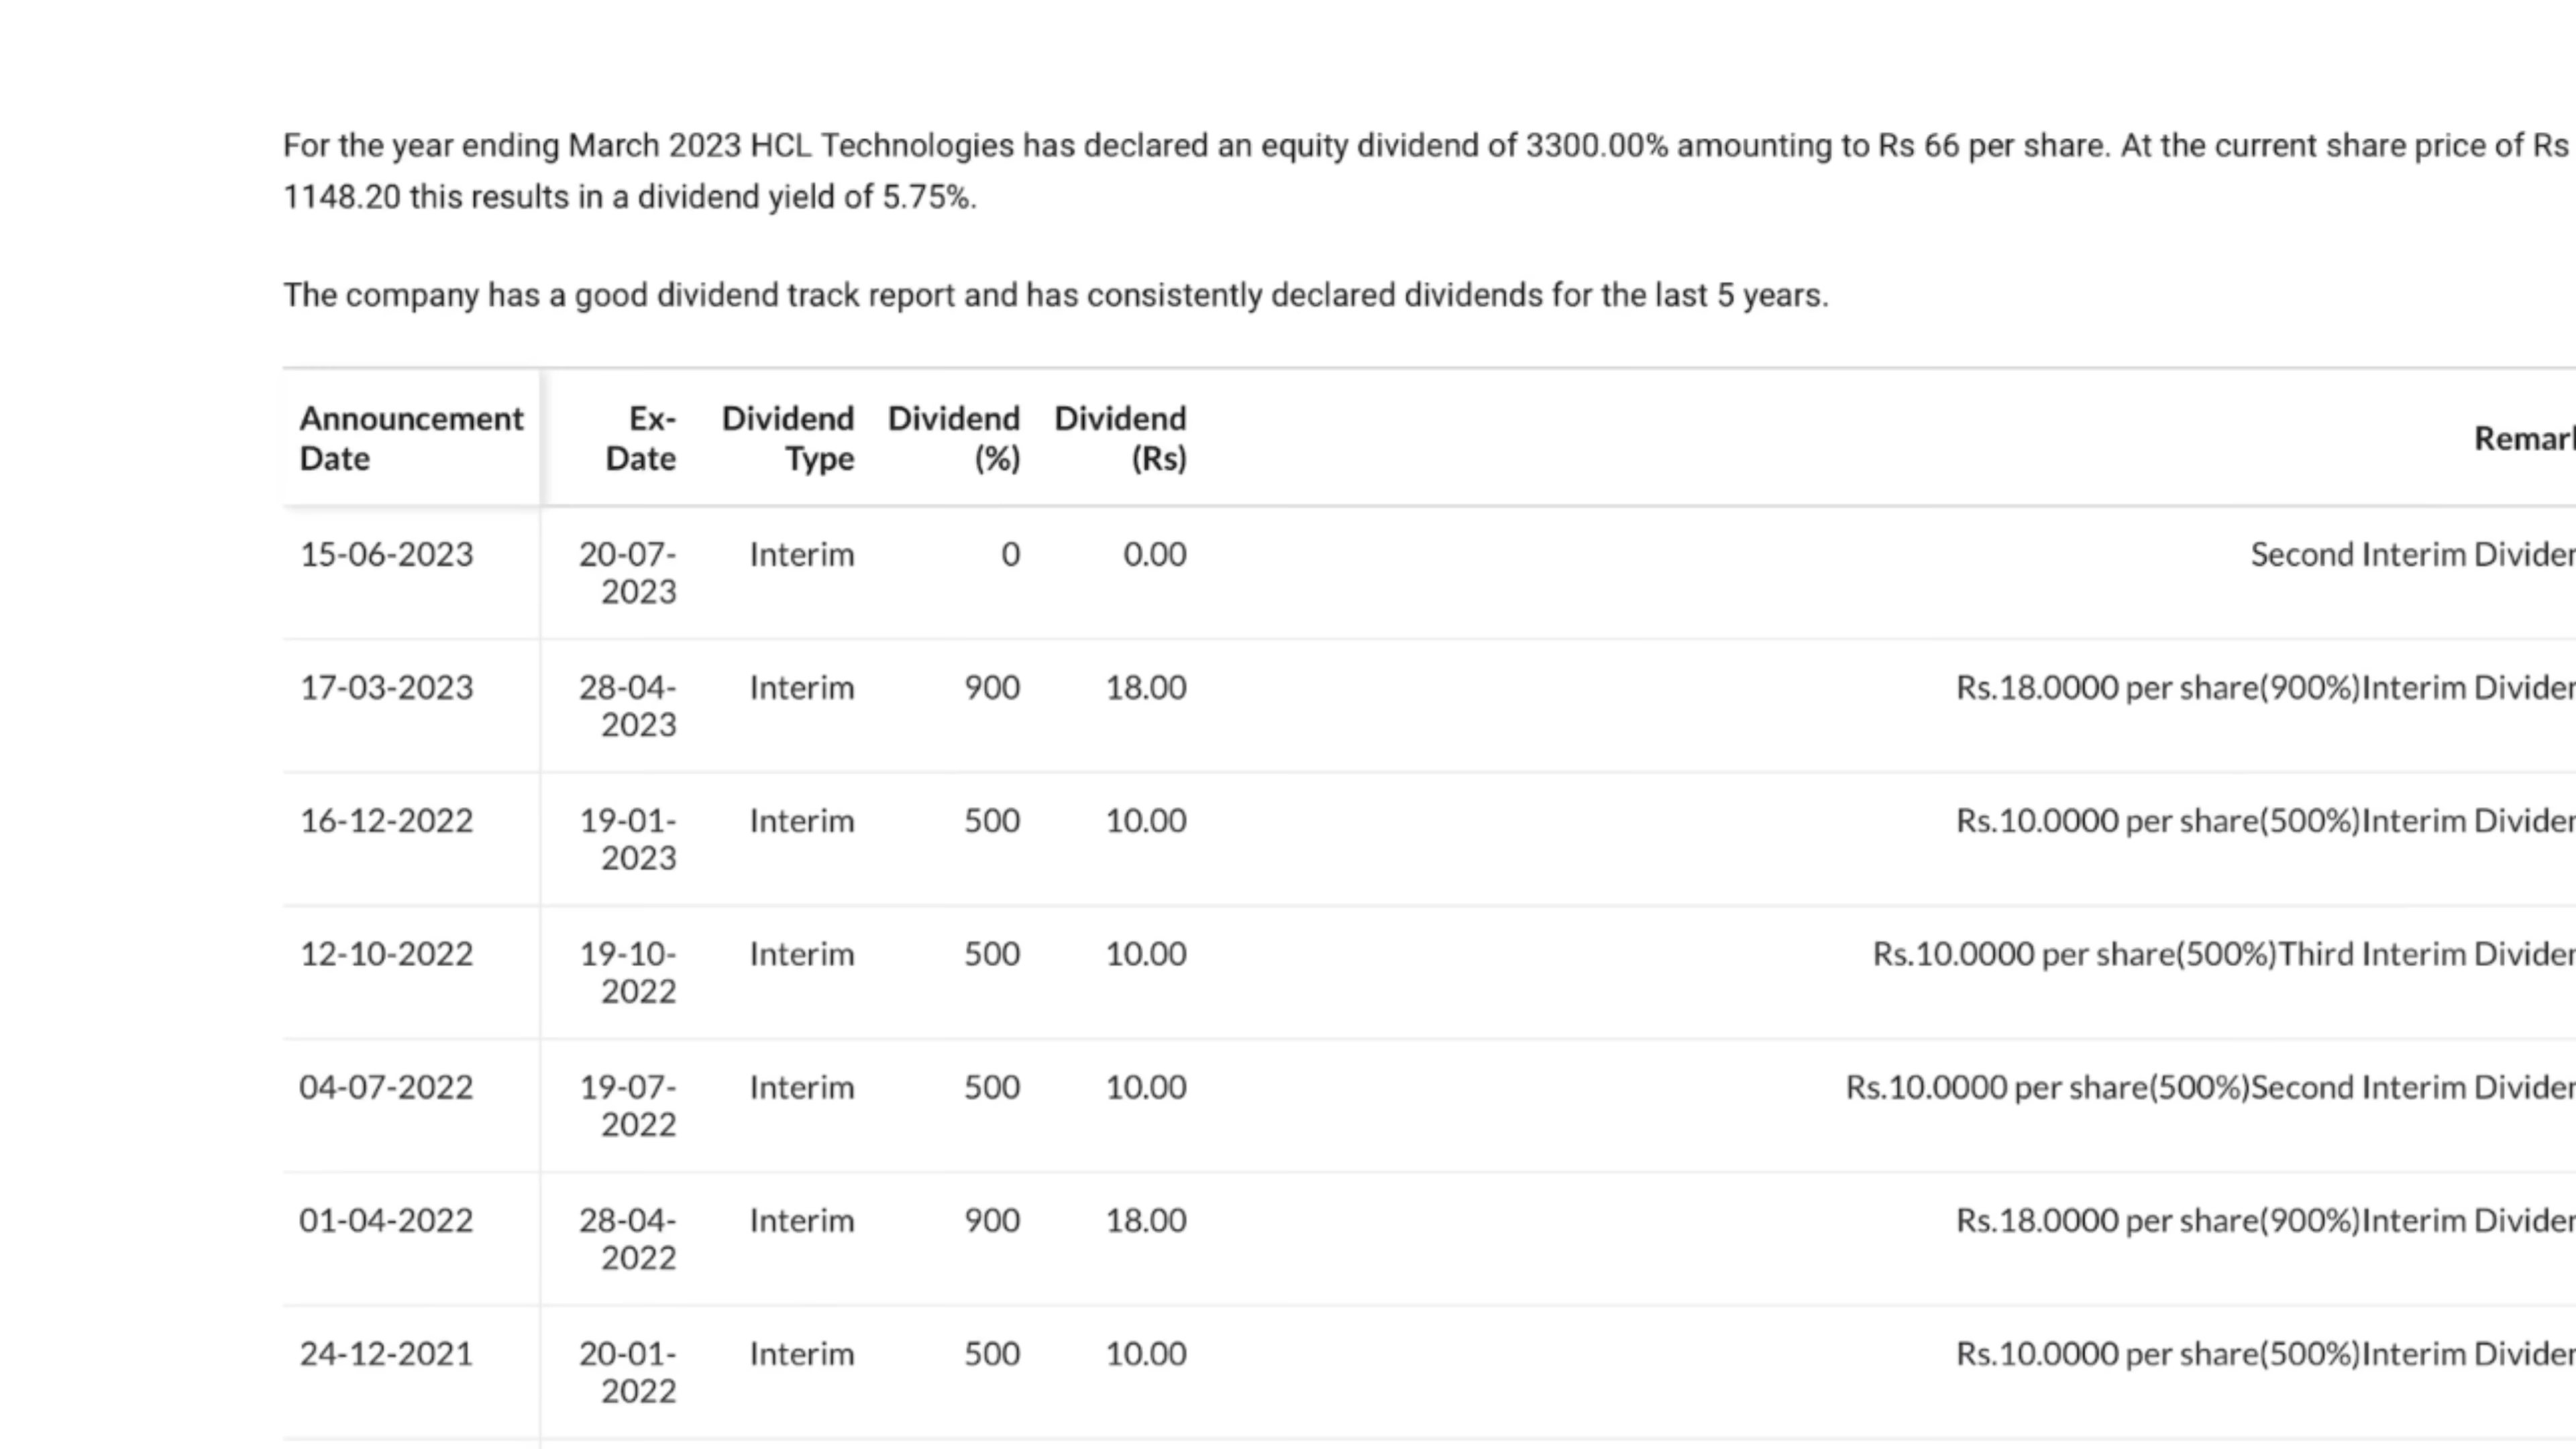 For the year ending March 2023 HCL Technologies has declared an equity dividend of 3300.00% amounting to Rs 66 per share. At the current share price of Rs
1148.20 this results in a dividend yield of 5.75%.
The company has a good dividend track report and has consistently declared dividends for the last 5 years.
Announcement Date Ex-Date Dividend Type Dividend (%) Dividend (Rs) Remark
15-06-2023 20-07-2023 Interim 0 0.00 Second Interim
17-03-2023 28-04-2023 Interim 900 18.00 Rs.18.0000 per share(900%)Interim
16-12-2022 19-01-2023 Interim 500 10.00 Rs.10.0000 per share(500%)Interim
12-10-2022 19-10-2022 Interim 500 10.00 Rs.10.0000 per share(500%)Third Interim
04-07-2022 19-07-2022 Interim 500 10.00 Rs.10.0000 per share(500%)Second Interim
01-04-2022 28-04-2022 Interim 900 18.00 Rs.18.0000 per share(900%)Interim
24-12-2021 20-01-2022 Interim 500 10.00 Rs.10.0000 per share(500%)Interim